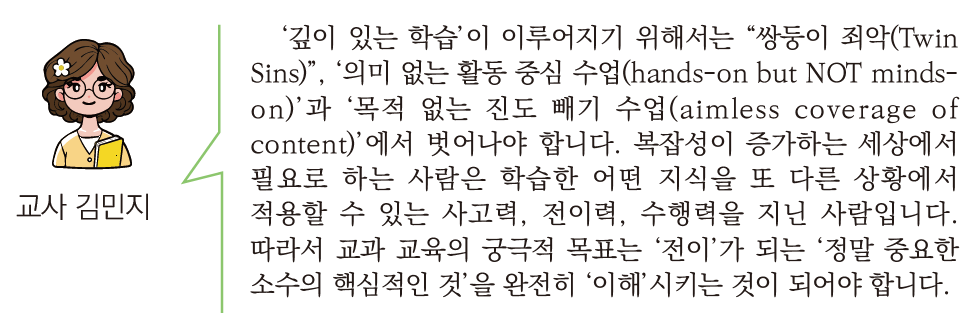 ‘깊이 있는 학습’이 이루어지기 위해서는 “쌍둥이 죄악(Twin
Sins)”, ‘의미 없는 활동 중심 수업(hands-on but NOT minds-
on)’과 ‘목적 없는 진도 빼기 수업(aimless coverage of
content)’에서 벗어나야 합니다. 복잡성이 증가하는 세상에서
필요로 하는 사람은 학습한 어떤 지식을 또 다른 상황에서
적용할 수 있는 사고력, 전이력, 수행력을 지닌 사람입니다.
따라서 교과 교육의 궁극적 목표는 ‘전이’가 되는 ‘정말 중요한
소수의 핵심적인 것’을 완전히 ‘이해’시키는 것이 되어야 합니다.
교사 김민지